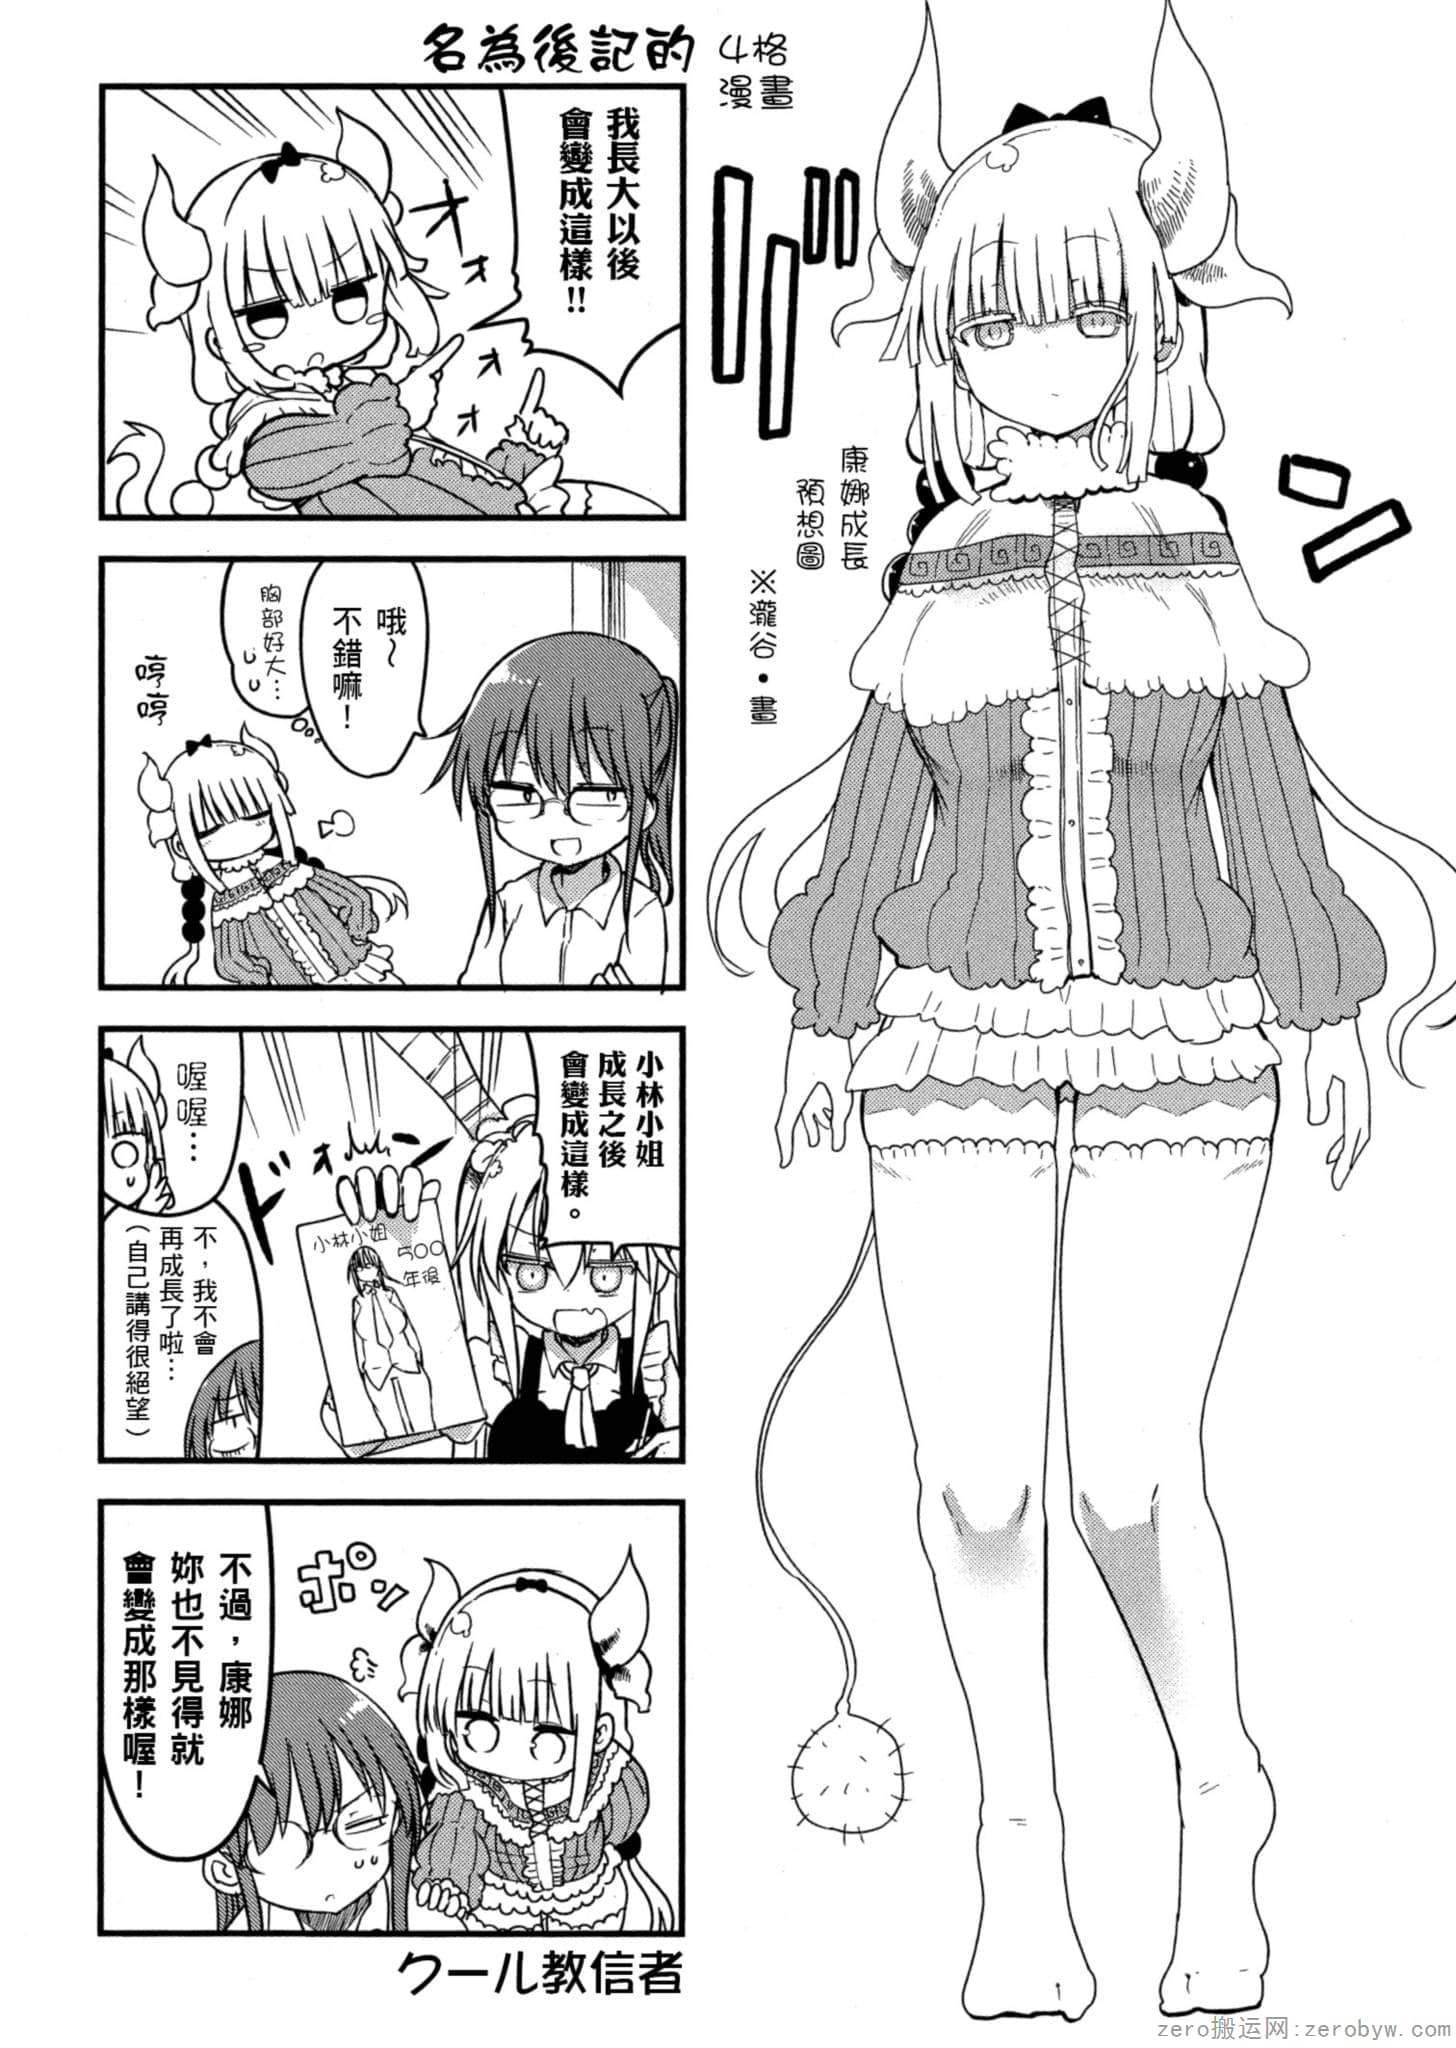 名為後記的
4格
漫畫
康娜成長
預想圖
※瀧谷•畫
ドォォォ
ン
我長大以後
會變成這樣!!
哦~
不錯嘛!
胸部好大…
哼
哼
小林小姐
成長之後
會變成這樣。
ドォーン
小林小姐
500
年後
喔
喔…
不,我不會
再成長了啦…
(自己講得很絕望)
ポン
不過,康娜
妳也不見得就
會變成那樣喔!
クール教信者
zero搬运网:zerobyw.com